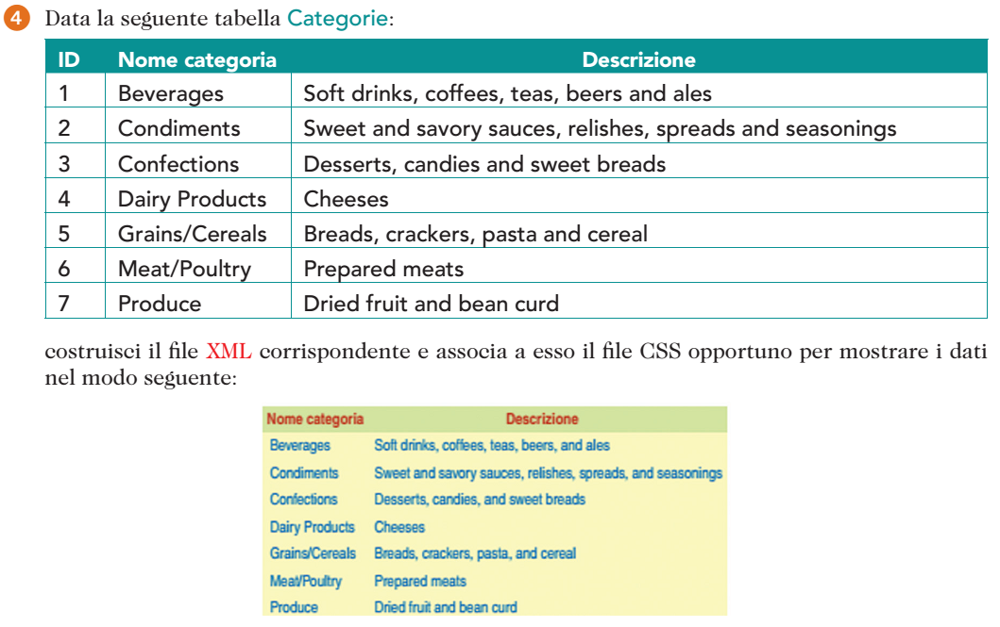 4 Data la seguente tabella Categorie:
ID Nome categoria Descrizione
1 Beverages Soft drinks, coffees, teas, beers and ales
2 Condiments Sweet and savory sauces, relishes, spreads and seasonings
3 Confections Desserts, candies and sweet breads
4 Dairy Products Cheeses
5 Grains/Cereals Breads, crackers, pasta and cereal
6 Meat/Poultry Prepared meats
7 Produce Dried fruit and bean curd
costruisci il file XML corrispondente e associa a esso il file CSS opportuno per mostrare i dati
nel modo seguente:
Nome categoria Descrizione
Beverages Soft drinks, coffees, teas, beers, and ales
Condiments Sweet and savory sauces, relishes, spreads, and seasonings
Confections Desserts, candies, and sweet breads
Dairy Products Cheeses
Grains/Cereals Breads, crackers, pasta, and cereal
Meat/Poultry Prepared meats
Produce Dried fruit and bean curd